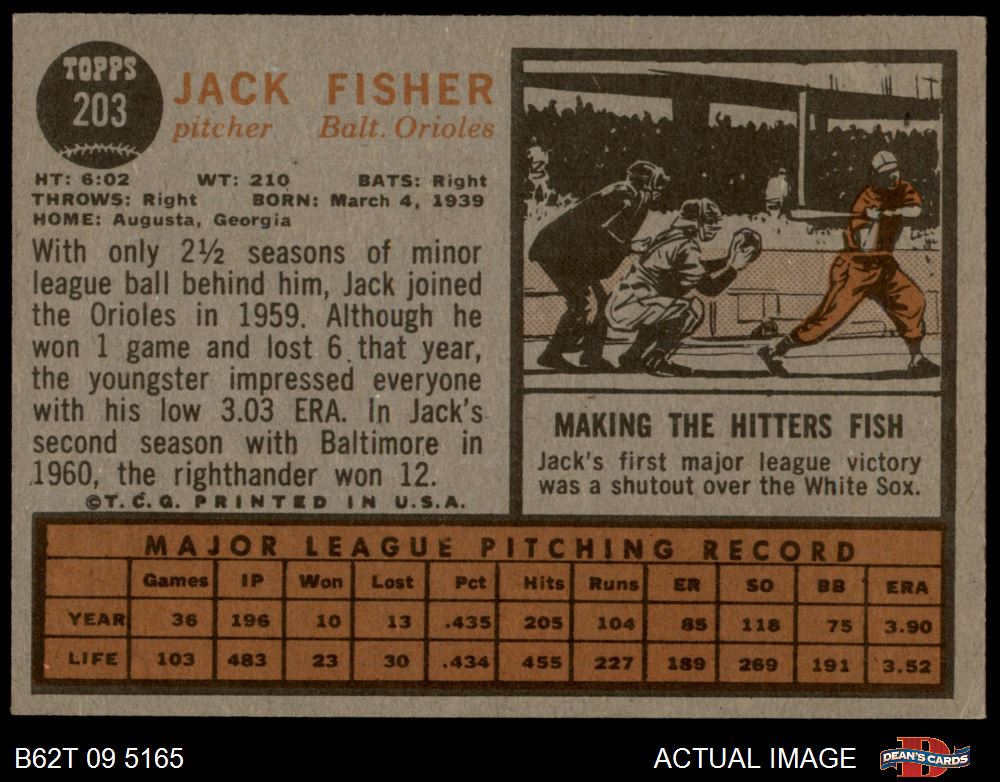 TOPPS
203
JACK FISHER
pitcher Balt. Orioles
HT: 6:02 WT: 210 BATS: Right
THROWS: Right BORN: March 4, 1939
HOME: Augusta, Georgia
With only 2½ seasons of minor
league ball behind him, Jack joined
the Orioles in 1959. Although he
won 1 game and lost 6 that year,
the youngster impressed everyone
with his low 3.03 ERA. In Jack's
second season with Baltimore in
1960, the righthander won 12.
©T.C.G. PRINTED IN U.S.A.
MAKING THE HITTERS FISH
Jack's first major league victory
was a shutout over the White Sox.
MAJOR LEAGUE PITCHING RECORD
Games IP Won Lost Pct Hits Runs ER SO BB ERA
YEAR 36 196 10 13 .435 205 104 85 118 75 3.90
LIFE 103 483 23 30 .434 455 227 189 269 191 3.52
B62T 09 5165
ACTUAL IMAGE
DEAN'S CARDS